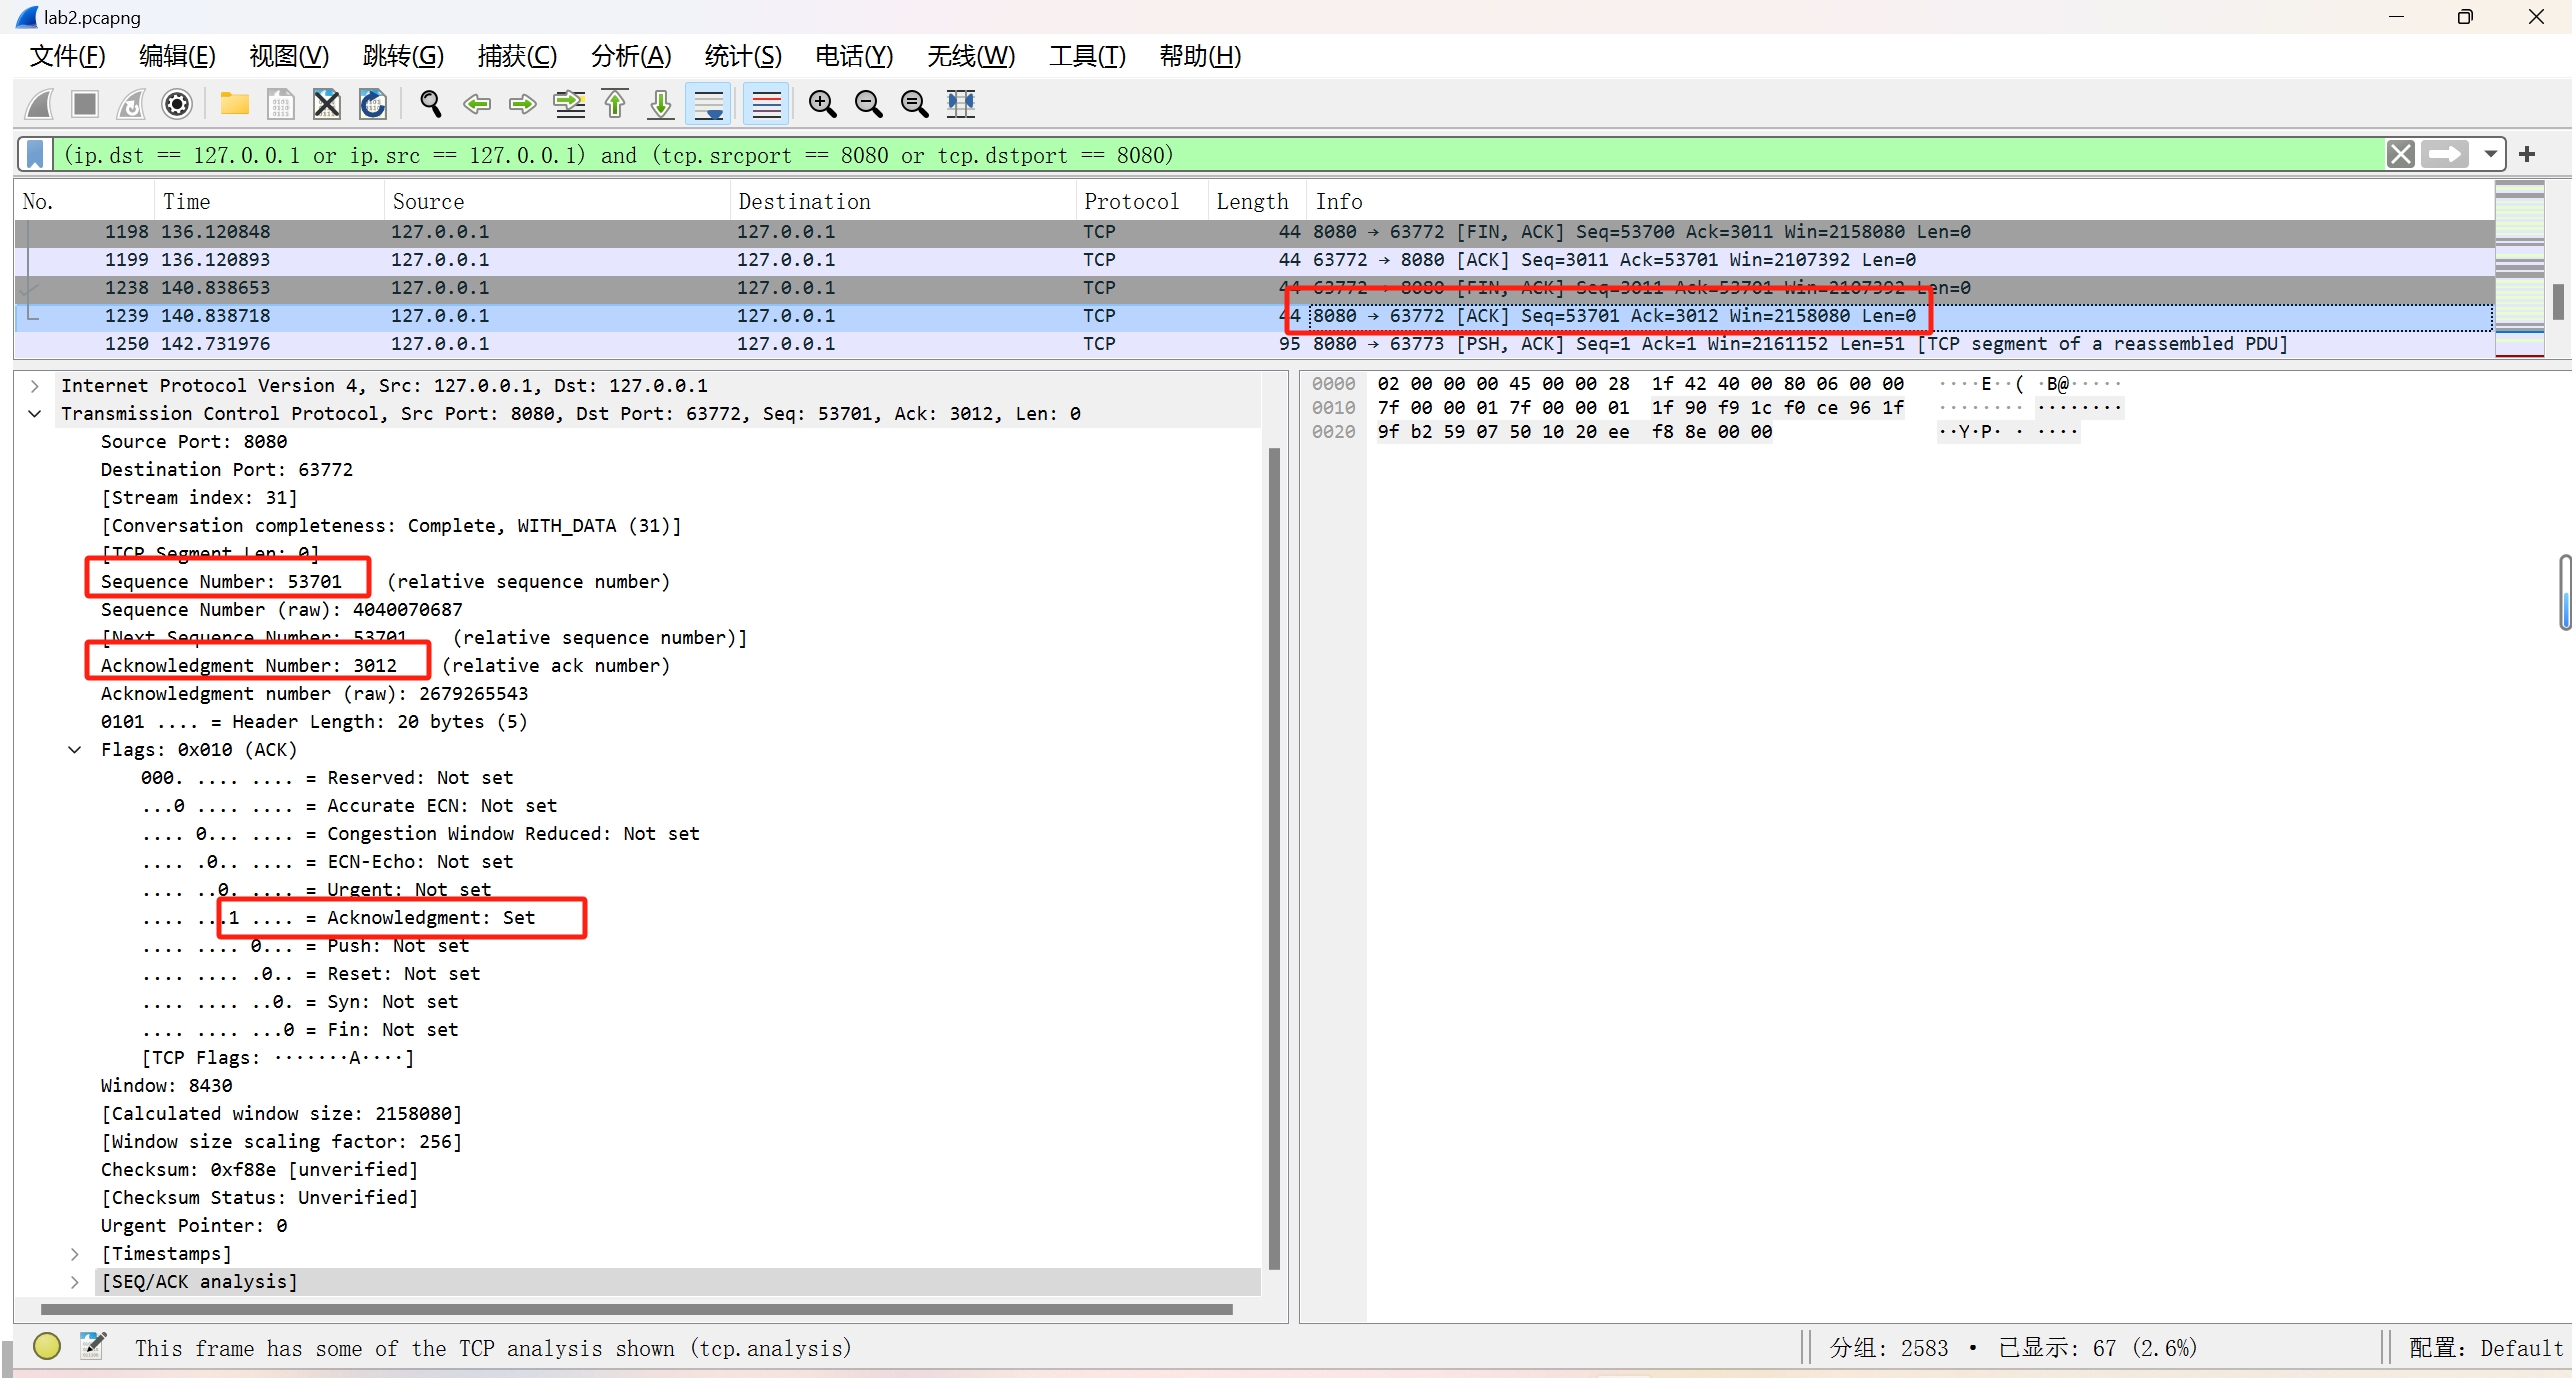 lab2.pcapng
文件(F) 编辑(E) 视图(V) 跳转(G) 捕获(C) 分析(A) 统计(S) 电话(Y) 无线(W) 工具(T) 帮助(H)
(ip.dst == 127.0.0.1 or ip.src == 127.0.0.1) and (tcp.srcport == 8080 or tcp.dstport == 8080)
No. Time Source Destination Protocol Length Info
1198 136.120848 127.0.0.1 127.0.0.1 TCP 44 8080 → 63772 [FIN, ACK] Seq=53700 Ack=3011 Win=2158080 Len=0
1199 136.120893 127.0.0.1 127.0.0.1 TCP 44 63772 → 8080 [ACK] Seq=3011 Ack=53701 Win=2107392 Len=0
1238 140.838653 127.0.0.1 127.0.0.1 TCP 44 63772 → 8080 [FIN, ACK] Seq=3011 Ack=53701 Win=2107392 Len=0
1239 140.838718 127.0.0.1 127.0.0.1 TCP 44 8080 → 63772 [ACK] Seq=53701 Ack=3012 Win=2158080 Len=0
1250 142.731976 127.0.0.1 127.0.0.1 TCP 95 8080 → 63773 [PSH, ACK] Seq=1 Ack=1 Win=2161152 Len=51 [TCP segment of a reassembled PDU]
Internet Protocol Version 4, Src: 127.0.0.1, Dst: 127.0.0.1
Transmission Control Protocol, Src Port: 8080, Dst Port: 63772, Seq: 53701, Ack: 3012, Len: 0
Source Port: 8080
Destination Port: 63772
[Stream index: 31]
[Conversation completeness: Complete, WITH_DATA (31)]
[TCP Segment Len: 0]
Sequence Number: 53701 (relative sequence number)
Sequence Number (raw): 4040070687
[Next Sequence Number: 53701 (relative sequence number)]
Acknowledgment Number: 3012 (relative ack number)
Acknowledgment number (raw): 2679265543
0101 .... = Header Length: 20 bytes (5)
Flags: 0x010 (ACK)
000. .... .... = Reserved: Not set
...0 .... .... = Accurate ECN: Not set
.... 0... .... = Congestion Window Reduced: Not set
.... .0.. .... = ECN-Echo: Not set
.... ..0. .... = Urgent: Not set
.... ...1 .... = Acknowledgment: Set
.... .... 0... = Push: Not set
.... .... .0.. = Reset: Not set
.... .... ..0. = Syn: Not set
.... .... ...0 = Fin: Not set
[TCP Flags: ·······A····]
Window: 8430
[Calculated window size: 2158080]
[Window size scaling factor: 256]
Checksum: 0xf88e [unverified]
[Checksum Status: Unverified]
Urgent Pointer: 0
[Timestamps]
[SEQ/ACK analysis]
0000 02 00 00 00 45 00 00 28 1f 42 40 00 80 06 00 00 ····E··( ·B@·····
0010 7f 00 00 01 7f 00 00 01 1f 90 f9 1c f0 ce 96 1f ········ ········
0020 9f b2 59 07 50 10 20 ee f8 8e 00 00 ··Y·P· · ····
This frame has some of the TCP analysis shown (tcp.analysis) 分组: 2583 · 已显示: 67 (2.6%) 配置: Default